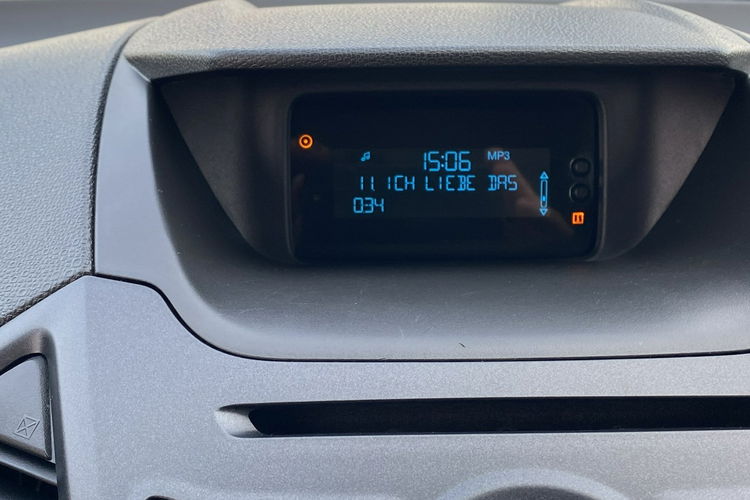 15:06 MP3
11. ICH LIEBE DAS
034